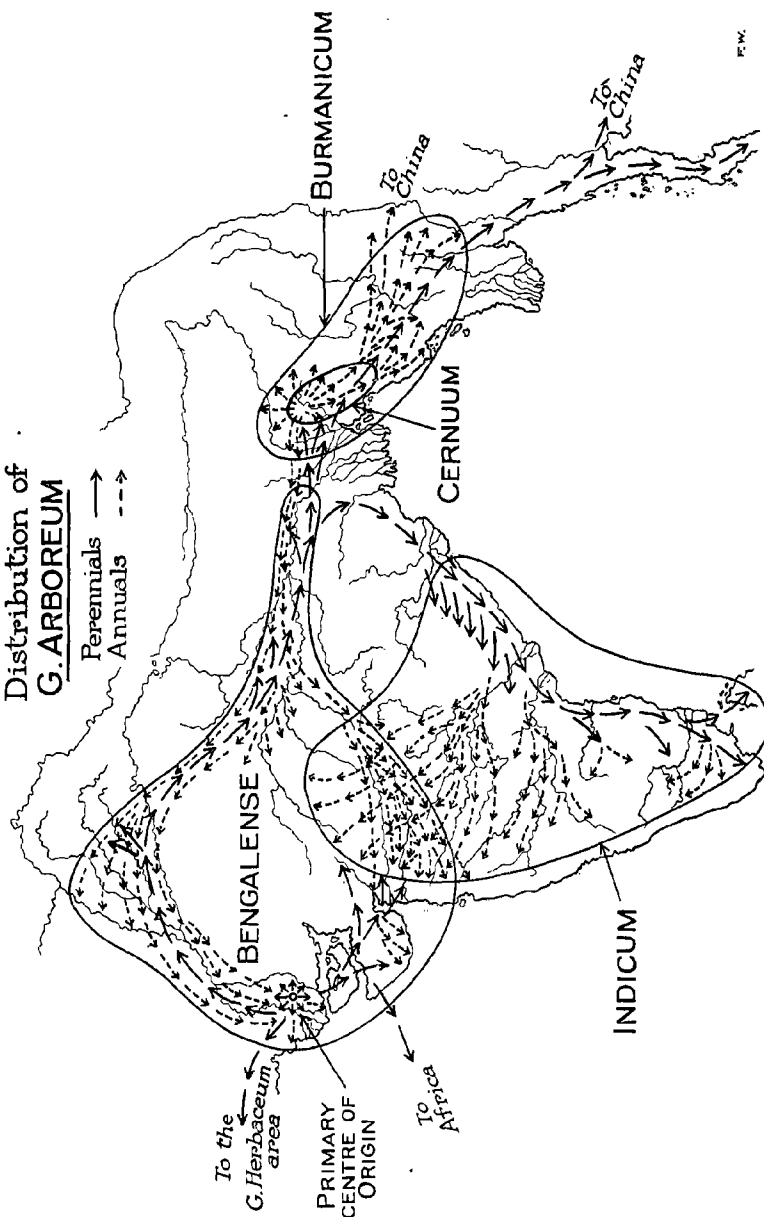 Distribution of
G. ARBOREUM
Perennials
Annuals
BURMANICUM
To
China
To
China
CERNUUM
BENGALENSE
INDICUM
To the
G. Herbaceum
area
PRIMARY
CENTRE OF
ORIGIN
To
Africa
F.W.